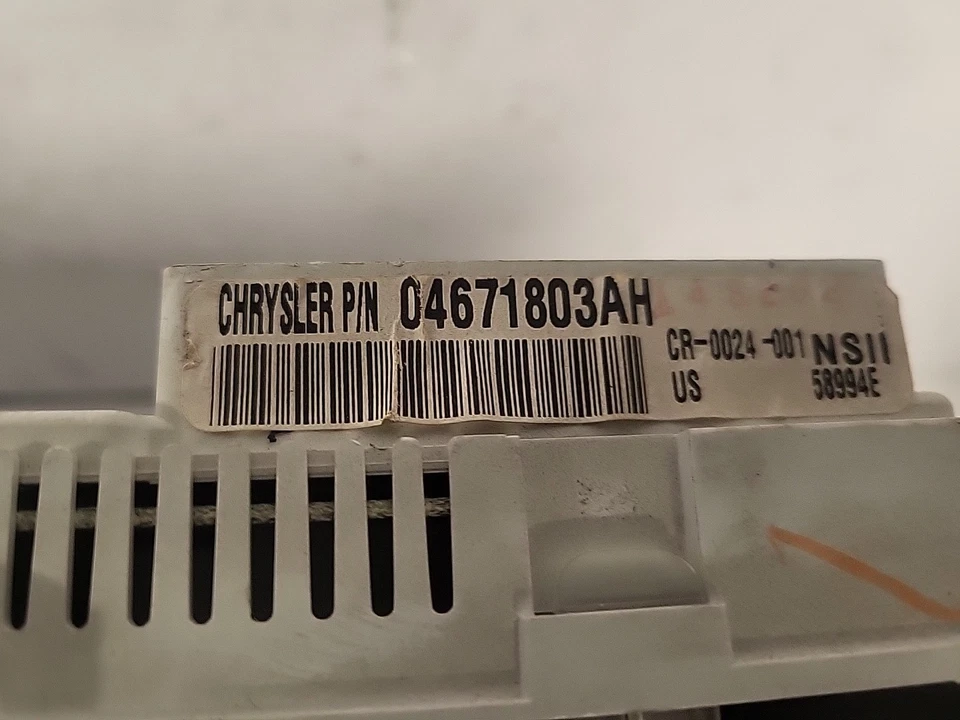 CHRYSLER P/N 04671803AH
CR-0024-001 NSII
US 58994E